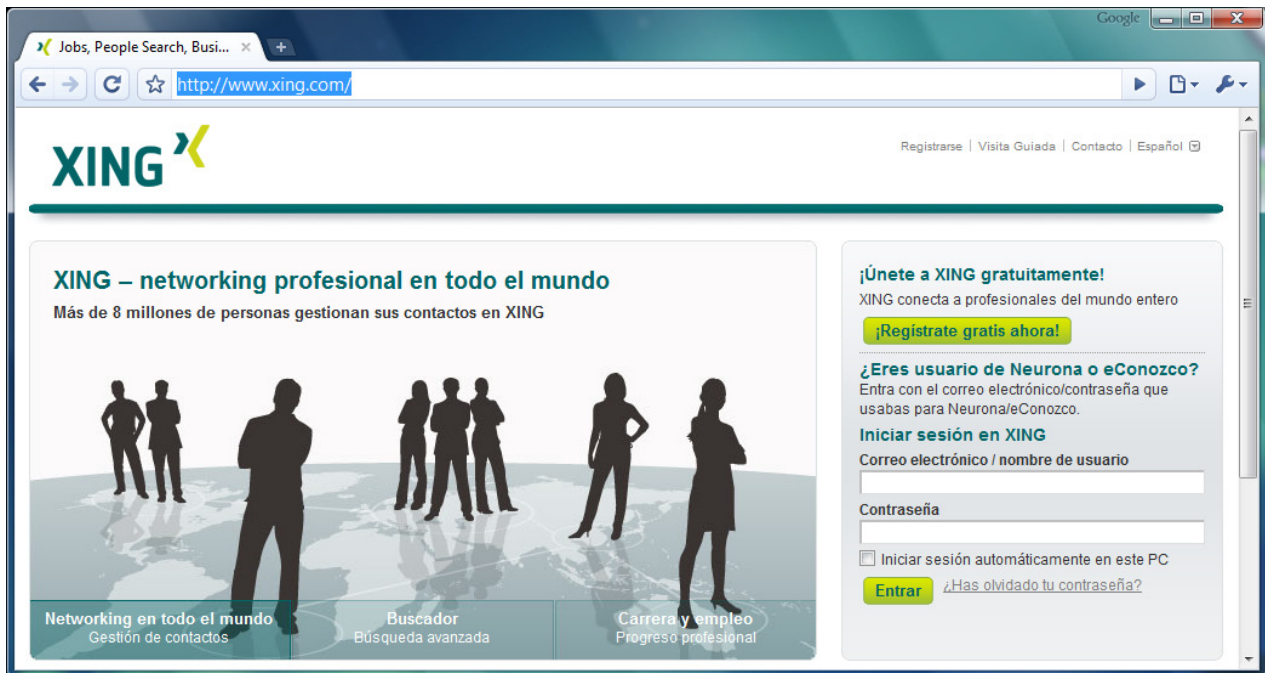 Google
Jobs, People Search, Busi...
http://www.xing.com/
XING
Registrarse | Visita Guiada | Contacto | Español
XING – networking profesional en todo el mundo
Más de 8 millones de personas gestionan sus contactos en XING
Networking en todo el mundo
Gestión de contactos
Buscador
Búsqueda avanzada
Carrera y empleo
Progreso profesional
¡Únete a XING gratuitamente!
XING conecta a profesionales del mundo entero
¡Regístrate gratis ahora!
¿Eres usuario de Neurona o eConozco?
Entra con el correo electrónico/contraseña que
usabas para Neurona/eConozco.
Iniciar sesión en XING
Correo electrónico / nombre de usuario
Contraseña
Iniciar sesión automáticamente en este PC
Entrar ¿Has olvidado tu contraseña?